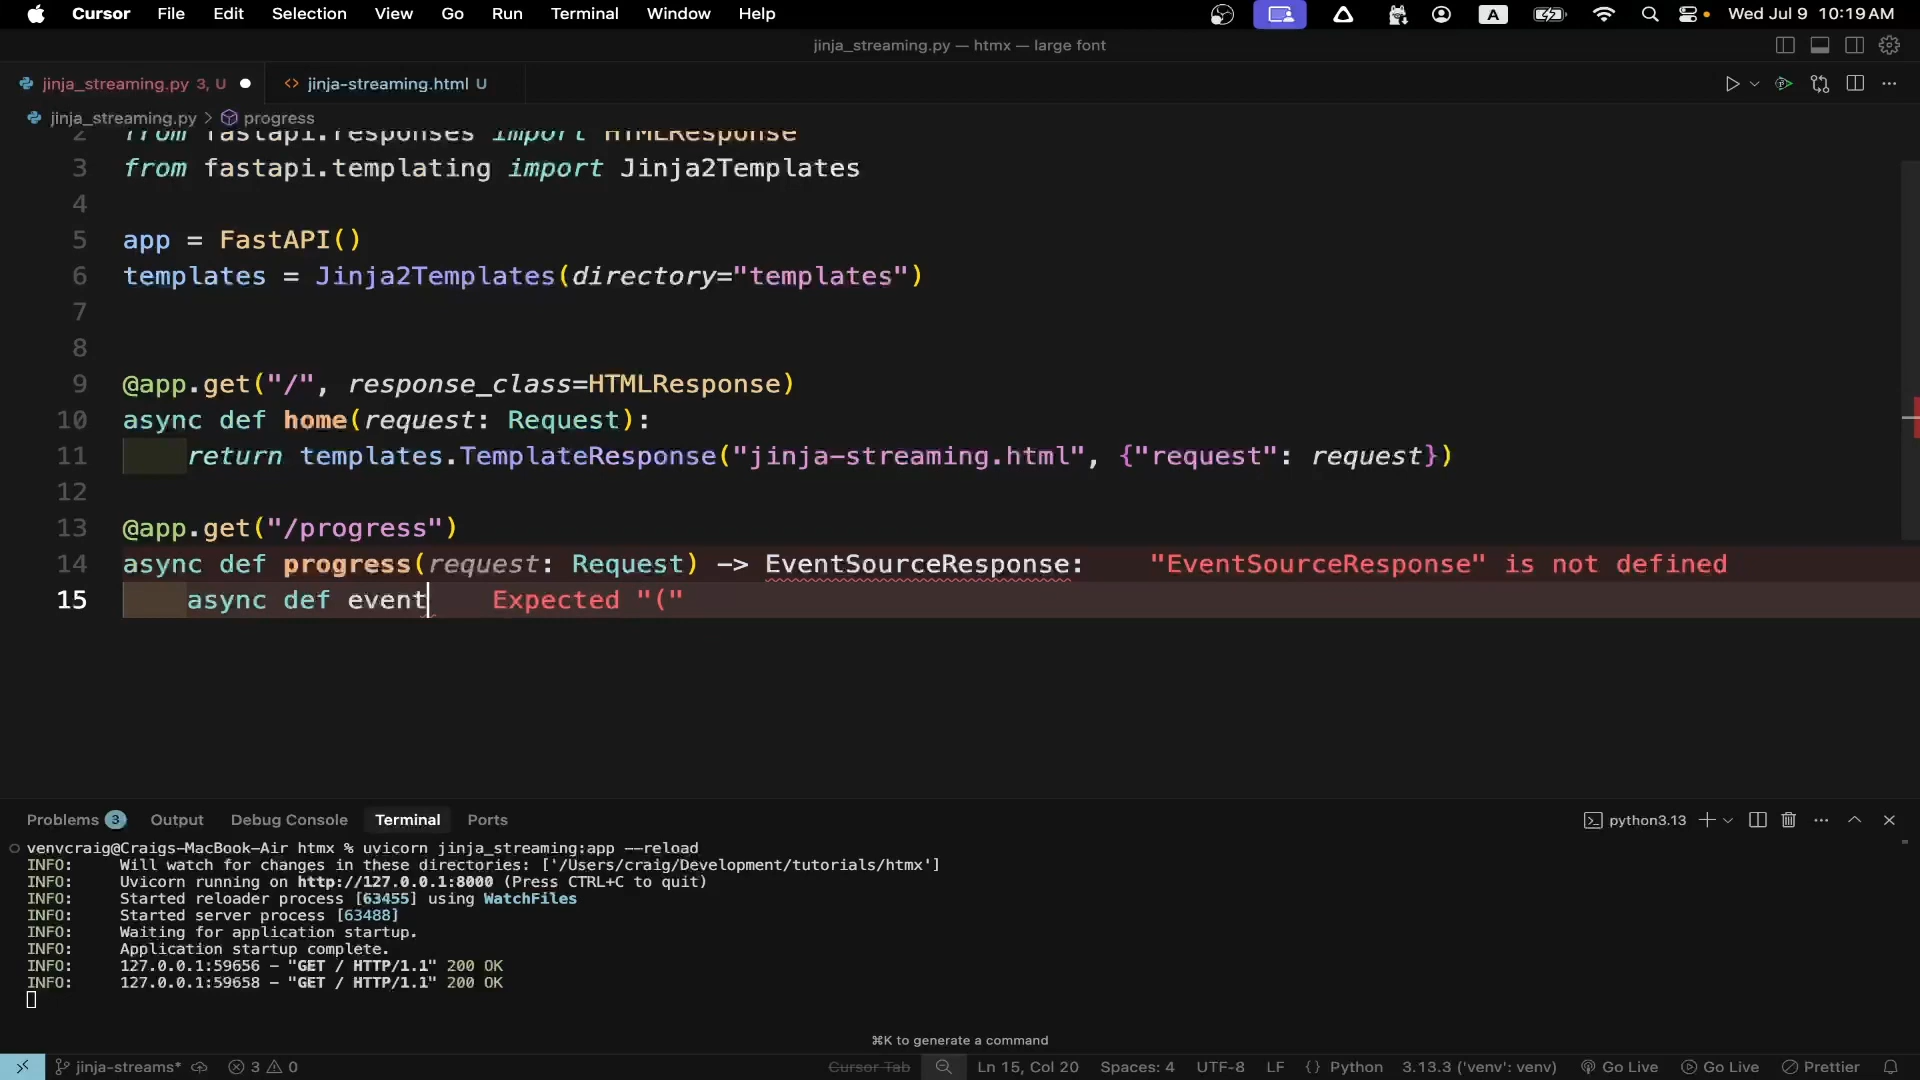 Cursor File Edit Selection View Go Run Terminal Window Help A Wed Jul 9 10:19 AM
jinja_streaming.py — htmx — large font
jinja_streaming.py 3, U jinja-streaming.html U
jinja_streaming.py > progress
2 from fastapi.responses import HTMLResponse
3 from fastapi.templating import Jinja2Templates
4
5 app = FastAPI()
6 templates = Jinja2Templates(directory="templates")
7
8
9 @app.get("/", response_class=HTMLResponse)
10 async def home(request: Request):
11 return templates.TemplateResponse("jinja-streaming.html", {"request": request})
12
13 @app.get("/progress")
14 async def progress(request: Request) -> EventSourceResponse: "EventSourceResponse" is not defined
15 async def event Expected "("
Problems 3 Output Debug Console Terminal Ports python3.13
venvcraig@Craigs-MacBook-Air htmx % uvicorn jinja_streaming:app --reload
INFO: Will watch for changes in these directories: ['/Users/craig/Development/tutorials/htmx']
INFO: Uvicorn running on http://127.0.0.1:8000 (Press CTRL+C to quit)
INFO: Started reloader process [63455] using WatchFiles
INFO: Started server process [63488]
INFO: Waiting for application startup.
INFO: Application startup complete.
INFO: 127.0.0.1:59656 - "GET / HTTP/1.1" 200 OK
INFO: 127.0.0.1:59658 - "GET / HTTP/1.1" 200 OK
⌘K to generate a command
jinja-streams* 3 0 Cursor Tab Ln 15, Col 20 Spaces: 4 UTF-8 LF {} Python 3.13.3 ('venv': venv) Go Live Go Live Prettier